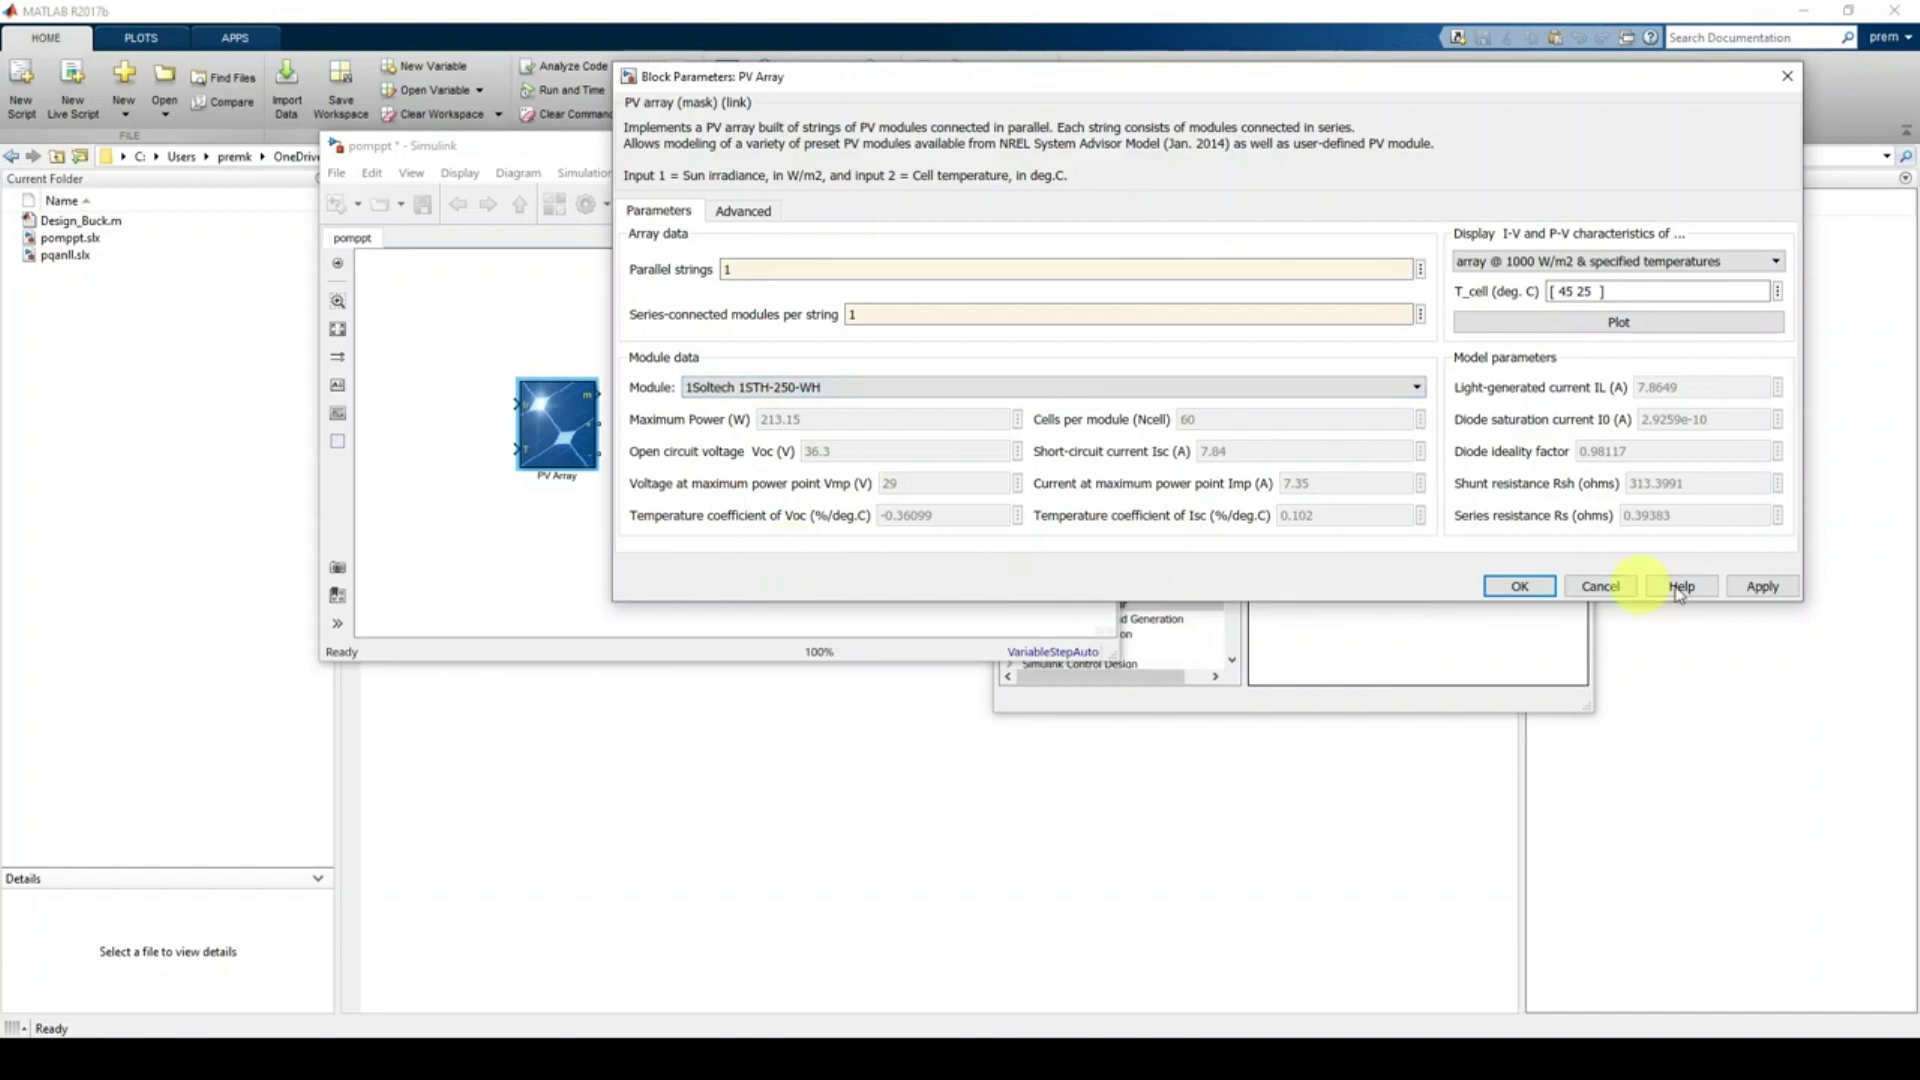 MATLAB R2017b
HOME
PLOTS
APPS
Search Documentation
prem
New Script
New Live Script
New
Open
Find Files
Compare
Import Data
Save Workspace
New Variable
Open Variable
Clear Workspace
Analyze Code
Run and Time
FILE
C:
Users
premk
Current Folder
Name
Design_Buck.m
pomppt.slx
pqanll.slx
Details
Select a file to view details
Ready
pomppt * - Simulink
File
Edit
View
Display
Diagram
Simulation
pomppt
m
Ir
T
PV Array
Ready
100%
VariableStepAuto
Simulink Control Design
Block Parameters: PV Array
PV array (mask) (link)
Implements a PV array built of strings of PV modules connected in parallel. Each string consists of modules connected in series.
Allows modeling of a variety of preset PV modules available from NREL System Advisor Model (Jan. 2014) as well as user-defined PV module.
Input 1 = Sun irradiance, in W/m2, and input 2 = Cell temperature, in deg.C.
Parameters
Advanced
Array data
Parallel strings 1
Series-connected modules per string 1
Display I-V and P-V characteristics of ...
array @ 1000 W/m2 & specified temperatures
T_cell (deg. C) [ 45 25 ]
Plot
Module data
Module: 1Soltech 1STH-250-WH
Maximum Power (W) 213.15
Cells per module (Ncell) 60
Open circuit voltage Voc (V) 36.3
Short-circuit current Isc (A) 7.84
Voltage at maximum power point Vmp (V) 29
Current at maximum power point Imp (A) 7.35
Temperature coefficient of Voc (%/deg.C) -0.36099
Temperature coefficient of Isc (%/deg.C) 0.102
Model parameters
Light-generated current IL (A) 7.8649
Diode saturation current I0 (A) 2.9259e-10
Diode ideality factor 0.98117
Shunt resistance Rsh (ohms) 313.3991
Series resistance Rs (ohms) 0.39383
OK
Cancel
Help
Apply